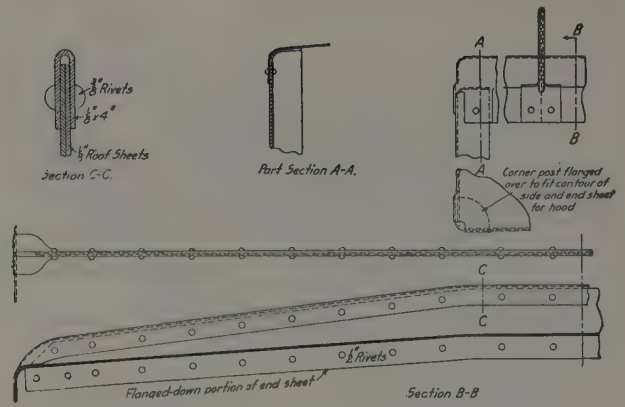 3/8" Rivets
1/8" x 4"
1/8" Roof Sheets
Section C-C.
Part Section A-A.
A
B
B
A
Corner post flanged
over to fit contour of
side and end sheet
for hood
C
C
1/2" Rivets
Flanged-down portion of end sheet
Section B-B